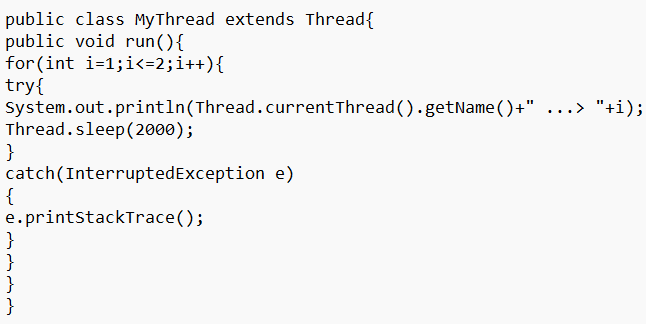 public class MyThread extends Thread{
public void run(){
for(int i=1;i<=2;i++){
try{
System.out.println(Thread.currentThread().getName()+" ...> "+i);
Thread.sleep(2000);
}
catch(InterruptedException e)
{
e.printStackTrace();
}
}
}
}